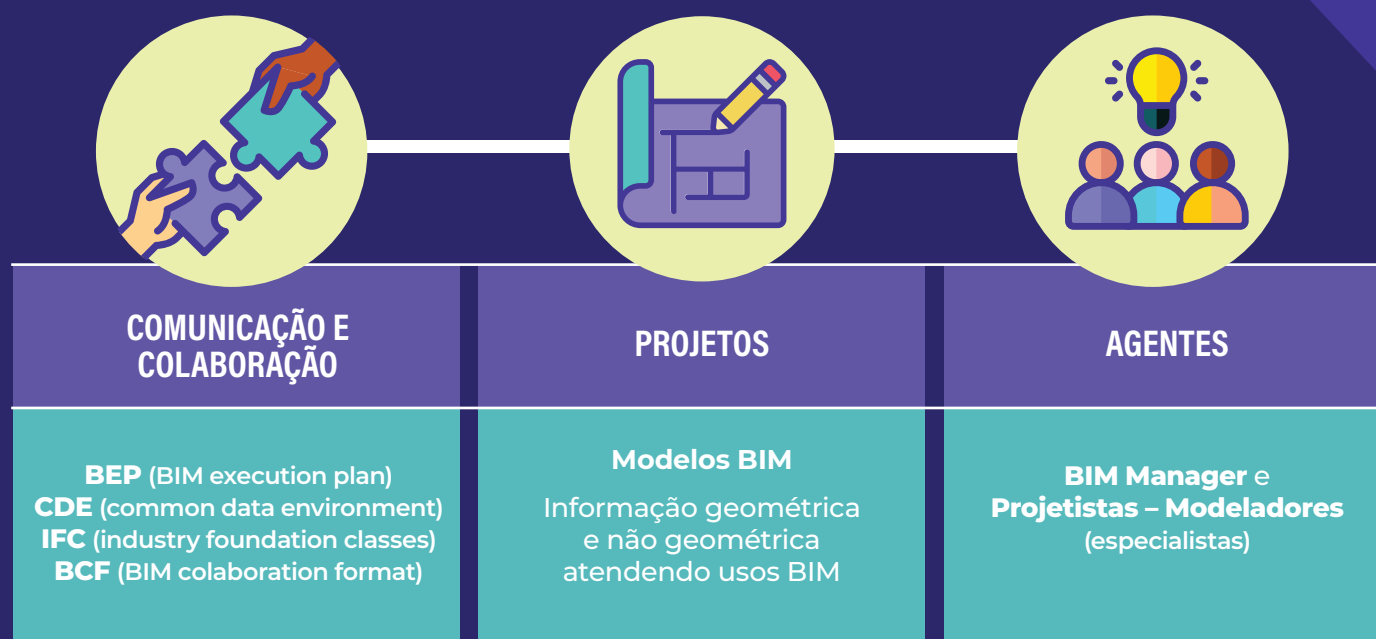 COMUNICAÇÃO E
COLABORAÇÃO
BEP (BIM execution plan)
CDE (common data environment)
IFC (industry foundation classes)
BCF (BIM colaboration format)
PROJETOS
Modelos BIM
Informação geométrica
e não geométrica
atendendo usos BIM
AGENTES
BIM Manager e
Projetistas – Modeladores
(especialistas)